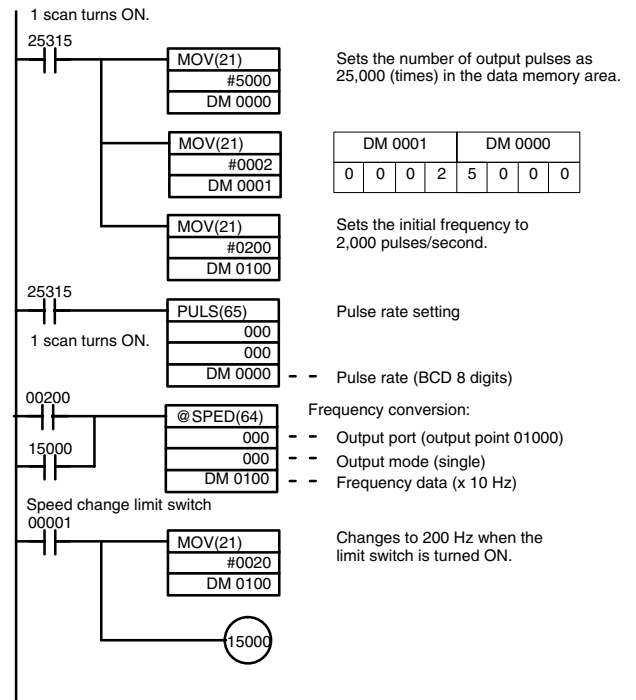 1 scan turns ON.
25315
MOV(21)
#5000
DM 0000
Sets the number of output pulses as
25,000 (times) in the data memory area.
MOV(21)
#0002
DM 0001
DM 0001 DM 0000
0 0 0 2 5 0 0 0
MOV(21)
#0200
DM 0100
Sets the initial frequency to
2,000 pulses/second.
25315
1 scan turns ON.
PULS(65)
000
000
DM 0000
Pulse rate setting
Pulse rate (BCD 8 digits)
00200
15000
@SPED(64)
000
000
DM 0100
Frequency conversion:
Output port (output point 01000)
Output mode (single)
Frequency data (x 10 Hz)
Speed change limit switch
00001
MOV(21)
#0020
DM 0100
Changes to 200 Hz when the
limit switch is turned ON.
15000